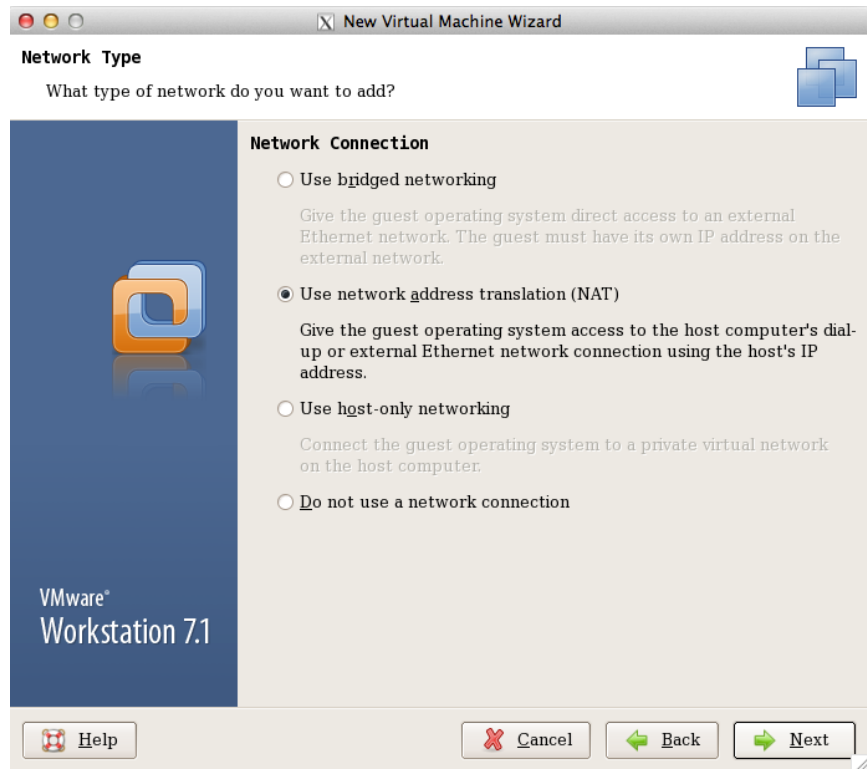 New Virtual Machine Wizard
Network Type
What type of network do you want to add?
Network Connection
Use bridged networking
Give the guest operating system direct access to an external
Ethernet network. The guest must have its own IP address on the
external network.
Use network address translation (NAT)
Give the guest operating system access to the host computer's dial-
up or external Ethernet network connection using the host's IP
address.
Use host-only networking
Connect the guest operating system to a private virtual network
on the host computer.
Do not use a network connection
VMware®
Workstation 7.1
Help
Cancel
Back
Next